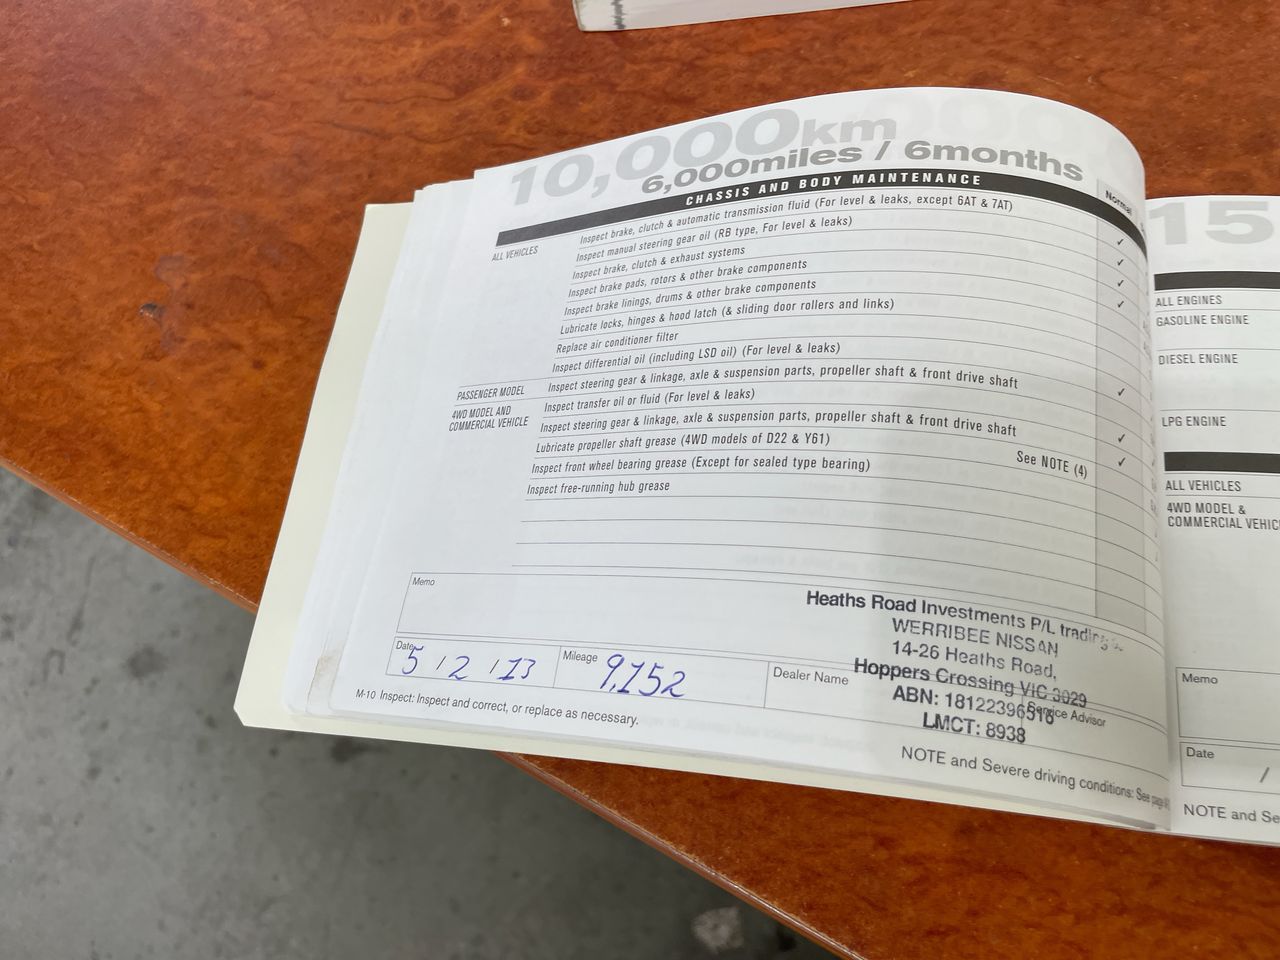 10,000km
6,000miles / 6months
CHASSIS AND BODY MAINTENANCE
Normal
ALL VEHICLES
Inspect brake, clutch & automatic transmission fluid (For level & leaks, except 6AT & 7AT)
Inspect manual steering gear oil (RB type, For level & leaks) ✓
Inspect brake, clutch & exhaust systems ✓
Inspect brake pads, rotors & other brake components ✓
Inspect brake linings, drums & other brake components ✓
Lubricate locks, hinges & hood latch (& sliding door rollers and links)
Replace air conditioner filter
Inspect differential oil (including LSD oil) (For level & leaks)
PASSENGER MODEL Inspect steering gear & linkage, axle & suspension parts, propeller shaft & front drive shaft ✓
4WD MODEL AND
COMMERCIAL VEHICLE
Inspect transfer oil or fluid (For level & leaks)
Inspect steering gear & linkage, axle & suspension parts, propeller shaft & front drive shaft ✓
Lubricate propeller shaft grease (4WD models of D22 & Y61) ✓
Inspect front wheel bearing grease (Except for sealed type bearing) See NOTE (4)
Inspect free-running hub grease
Memo
Date 5 / 2 / 13
Mileage 9,152
Dealer Name
Heaths Road Investments P/L trading
WERRIBEE NISSAN
14-26 Heaths Road,
Hoppers Crossing VIC 3029
ABN: 18122396516
Service Advisor
LMCT: 8938
M-10 Inspect: Inspect and correct, or replace as necessary.
NOTE and Severe driving conditions: See page
15
ALL ENGINES
GASOLINE ENGINE
DIESEL ENGINE
LPG ENGINE
ALL VEHICLES
4WD MODEL &
COMMERCIAL VEHIC
Memo
Date
/
NOTE and Se